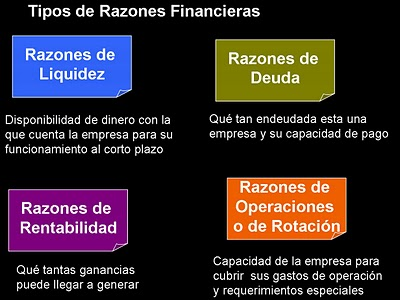 Tipos de Razones Financieras
Razones de
Liquidez
Disponibilidad de dinero con la
que cuenta la empresa para su
funcionamiento al corto plazo
Razones de
Deuda
Qué tan endeudada esta una
empresa y su capacidad de pago
Razones de
Rentabilidad
Qué tantas ganancias
puede llegar a generar
Razones de
Operaciones
o de Rotación
Capacidad de la empresa para
cubrir sus gastos de operación
y requerimientos especiales